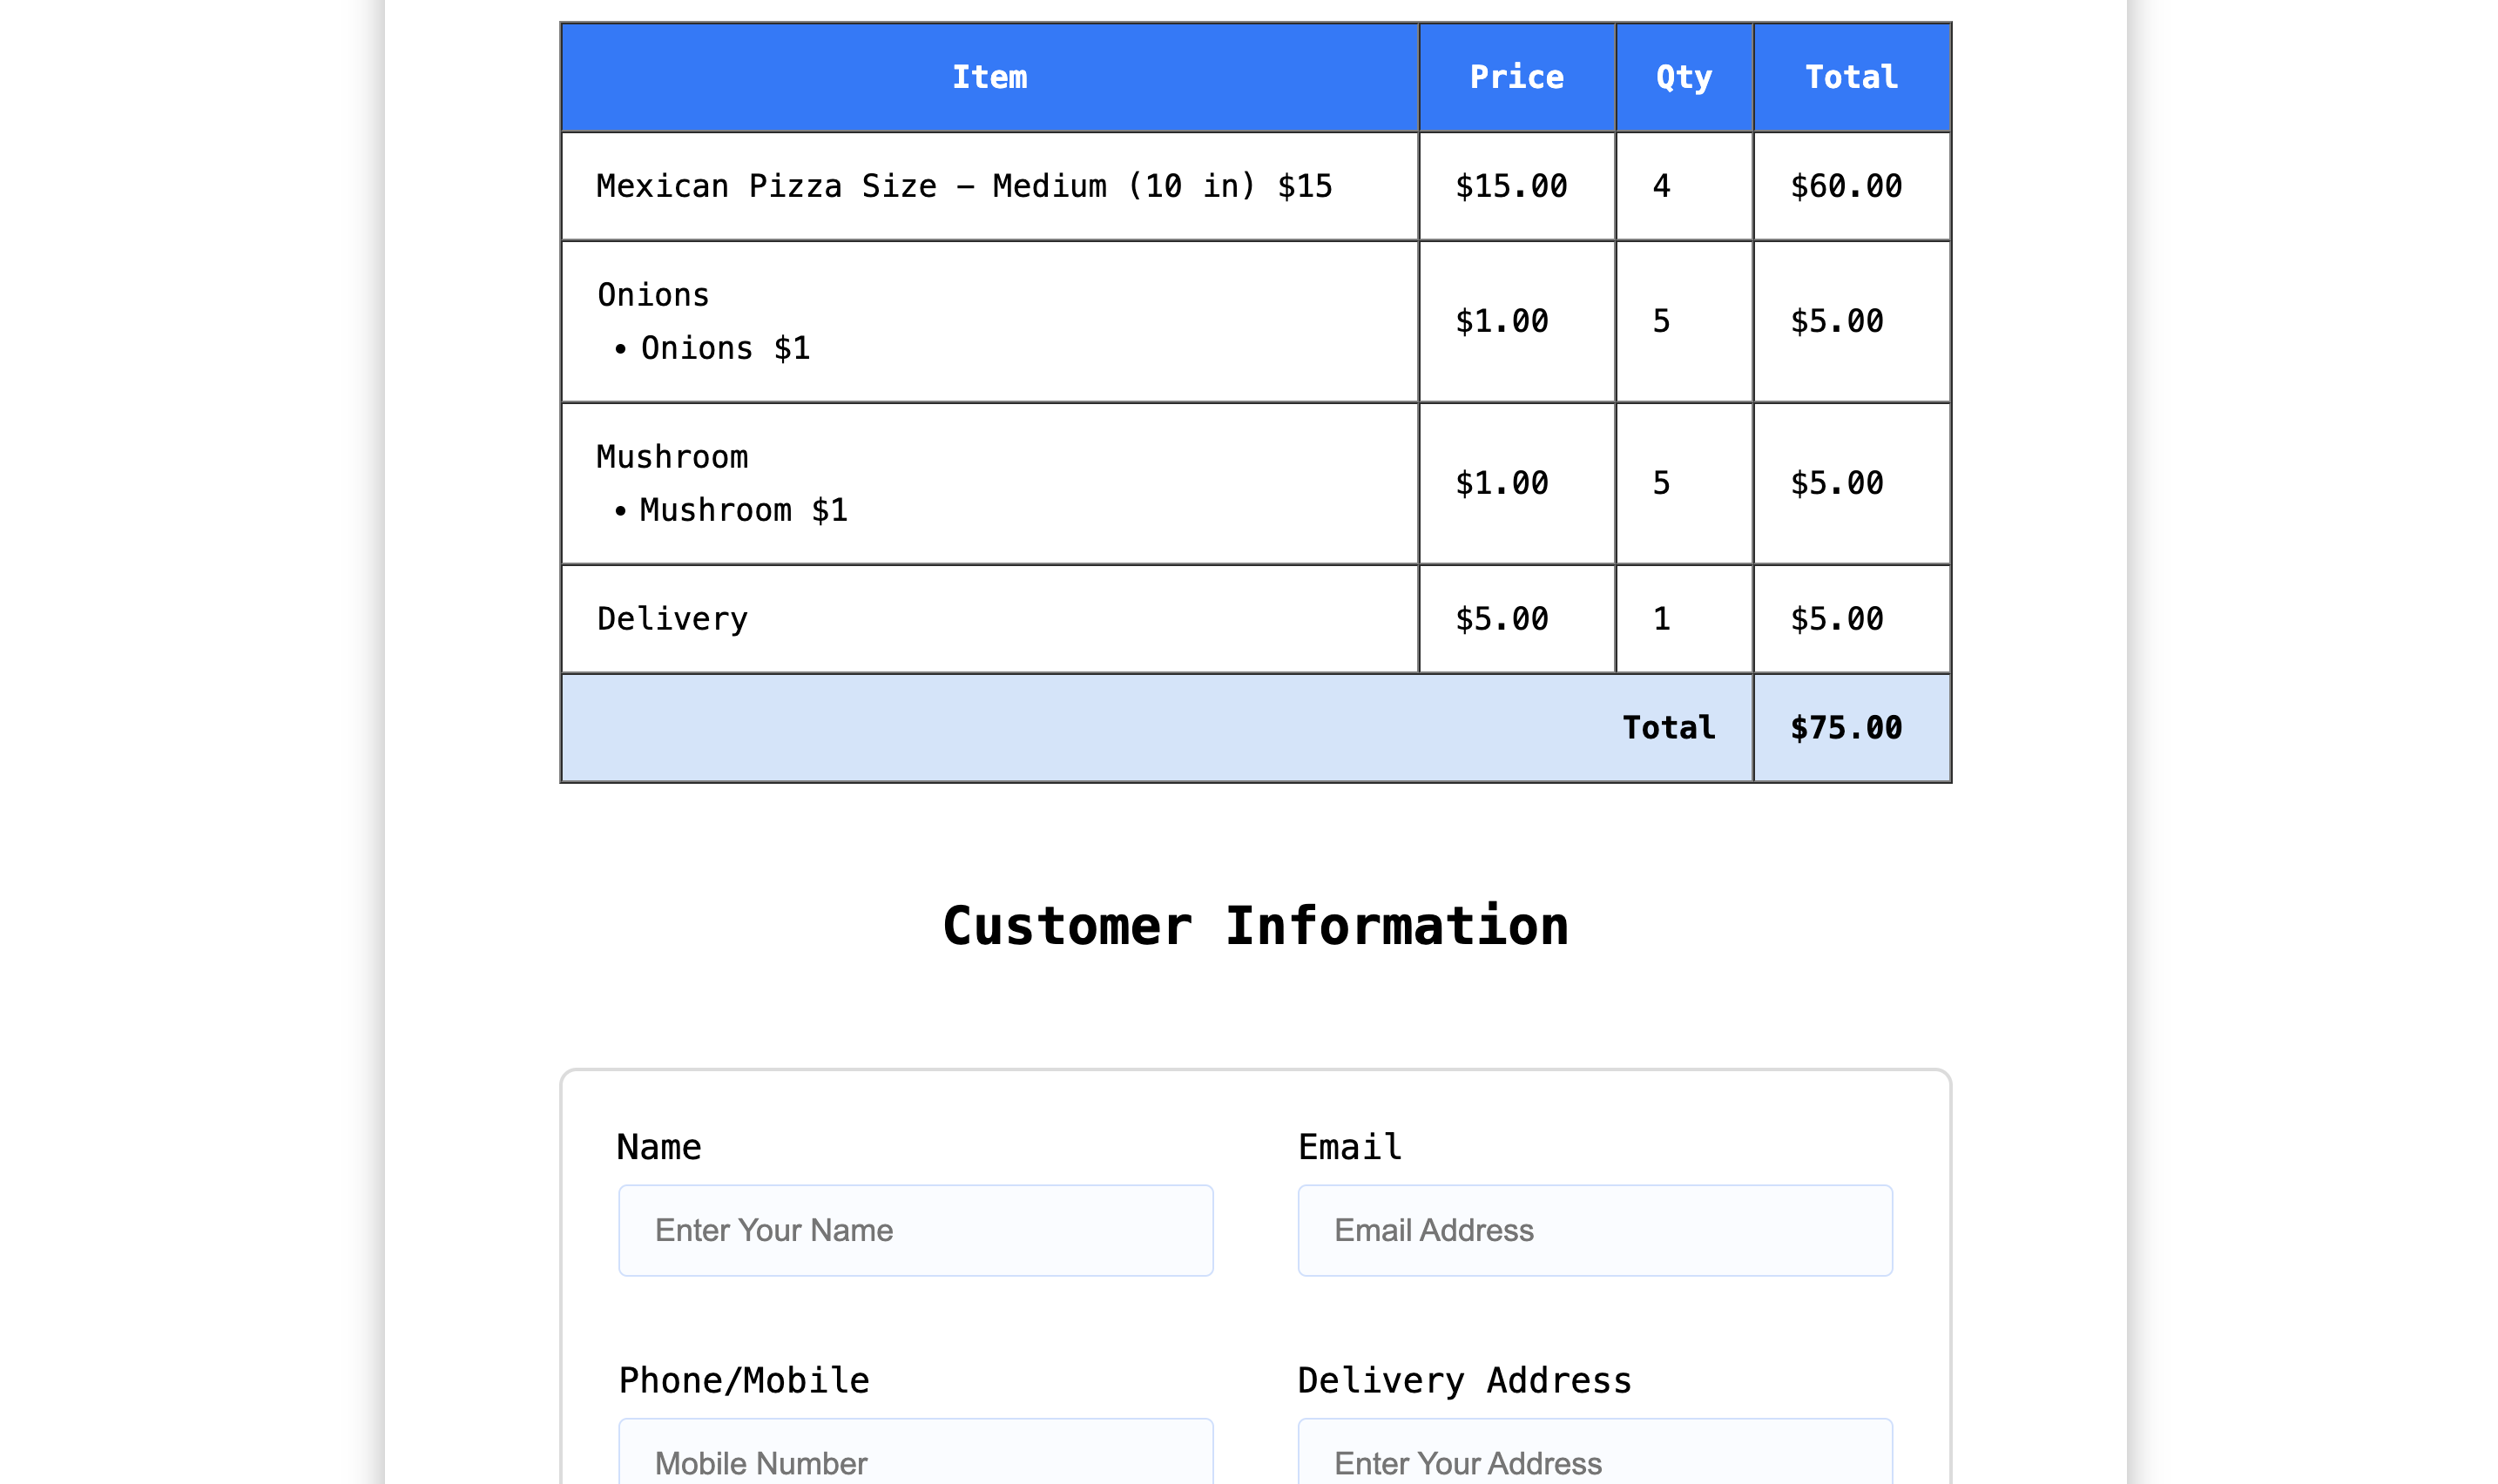 Item Price Qty Total
Mexican Pizza Size – Medium (10 in) $15 $15.00 4 $60.00
Onions
• Onions $1
$1.00 5 $5.00
Mushroom
• Mushroom $1
$1.00 5 $5.00
Delivery $5.00 1 $5.00
Total $75.00
Customer Information
Name Email
Enter Your Name Email Address
Phone/Mobile Delivery Address
Mobile Number Enter Your Address